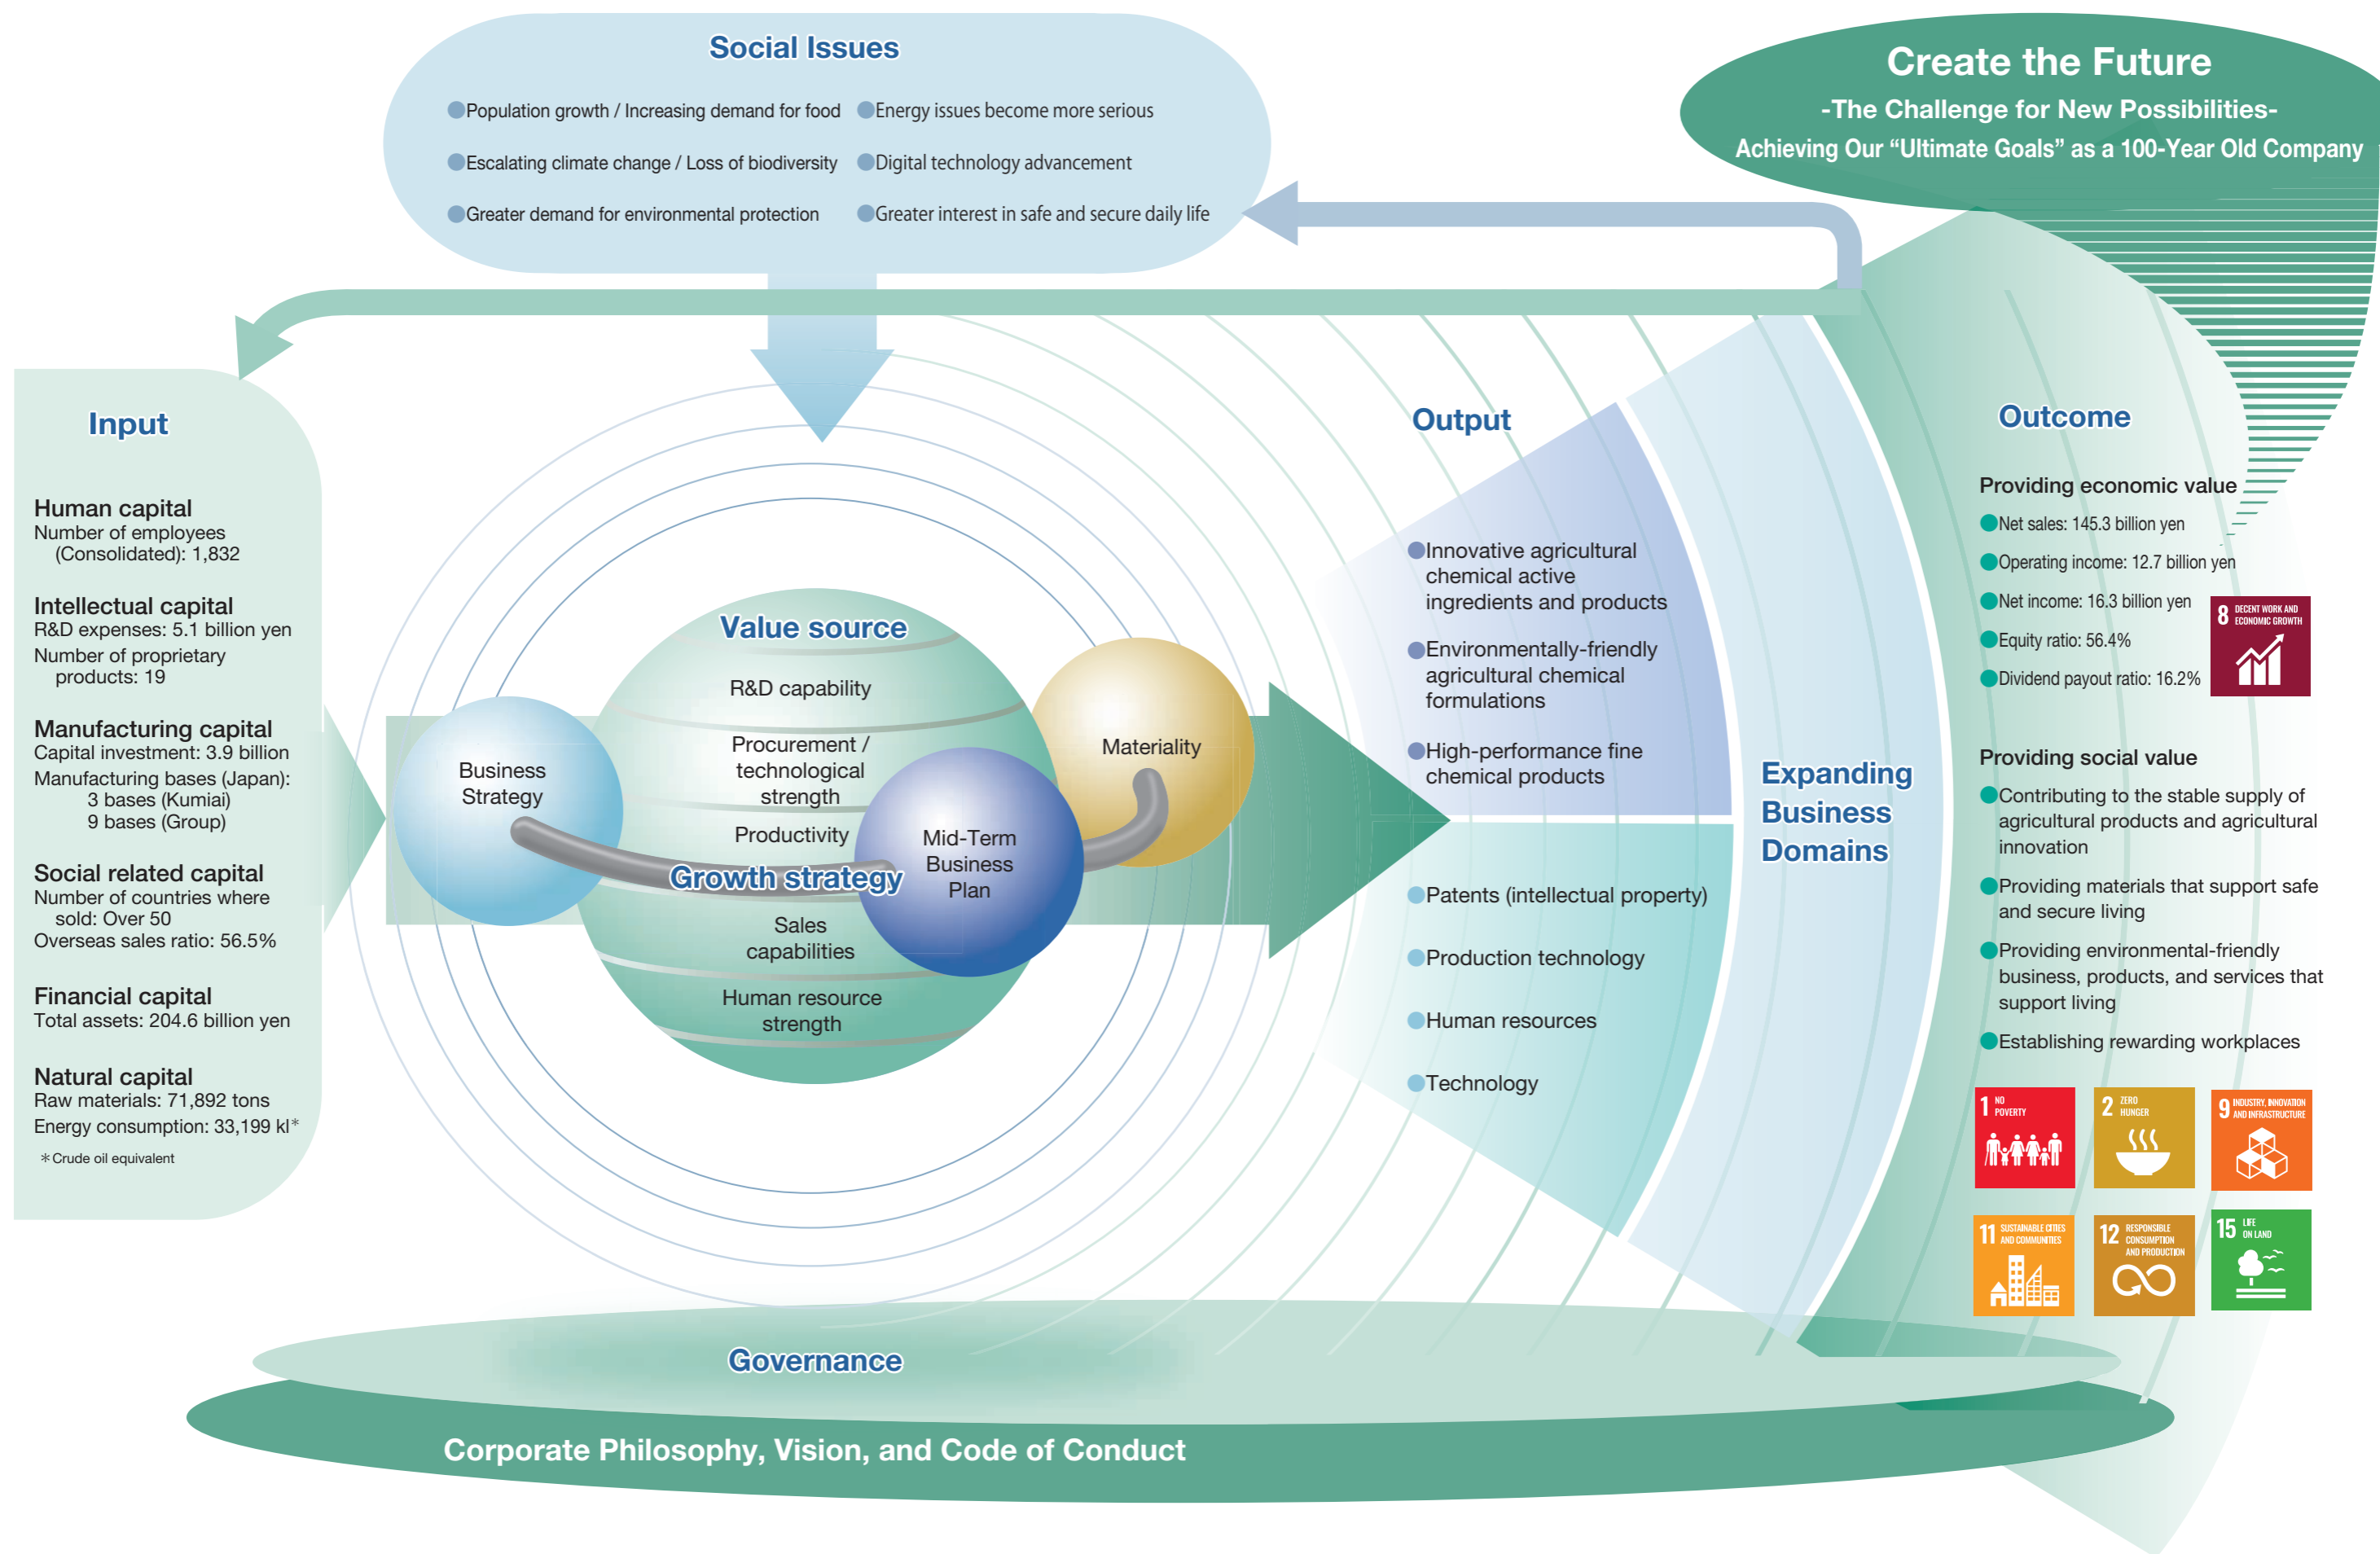 Social Issues
●Population growth / Increasing demand for food
●Escalating climate change / Loss of biodiversity
●Greater demand for environmental protection
●Energy issues become more serious
●Digital technology advancement
●Greater interest in safe and secure daily life
Create the Future
-The Challenge for New Possibilities-
Achieving Our “Ultimate Goals” as a 100-Year Old Company
Input
Human capital
Number of employees
(Consolidated): 1,832
Intellectual capital
R&D expenses: 5.1 billion yen
Number of proprietary
products: 19
Manufacturing capital
Capital investment: 3.9 billion
Manufacturing bases (Japan):
3 bases (Kumiai)
9 bases (Group)
Social related capital
Number of countries where
sold: Over 50
Overseas sales ratio: 56.5%
Financial capital
Total assets: 204.6 billion yen
Natural capital
Raw materials: 71,892 tons
Energy consumption: 33,199 kl*
*Crude oil equivalent
Business
Strategy
Value source
R&D capability
Procurement /
technological
strength
Productivity
Growth strategy
Sales
capabilities
Human resource
strength
Mid-Term
Business
Plan
Materiality
Output
●Innovative agricultural
chemical active
ingredients and products
●Environmentally-friendly
agricultural chemical
formulations
●High-performance fine
chemical products
●Patents (intellectual property)
●Production technology
●Human resources
●Technology
Expanding
Business
Domains
Outcome
Providing economic value
●Net sales: 145.3 billion yen
●Operating income: 12.7 billion yen
●Net income: 16.3 billion yen
●Equity ratio: 56.4%
●Dividend payout ratio: 16.2%
8 DECENT WORK AND
ECONOMIC GROWTH
Providing social value
●Contributing to the stable supply of
agricultural products and agricultural
innovation
●Providing materials that support safe
and secure living
●Providing environmental-friendly
business, products, and services that
support living
●Establishing rewarding workplaces
1 NO
POVERTY
2 ZERO
HUNGER
9 INDUSTRY, INNOVATION
AND INFRASTRUCTURE
11 SUSTAINABLE CITIES
AND COMMUNITIES
12 RESPONSIBLE
CONSUMPTION
AND PRODUCTION
15 LIFE
ON LAND
Governance
Corporate Philosophy, Vision, and Code of Conduct